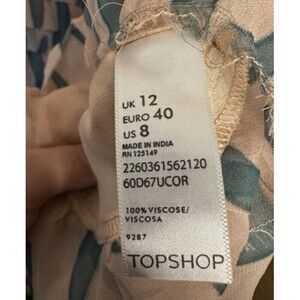 UK 12
EURO 40
US 8
MADE IN INDIA
RN 125149
2260361562120
60D67UCOR
100% VISCOSE/
VISCOSA
9287
TOPSHOP